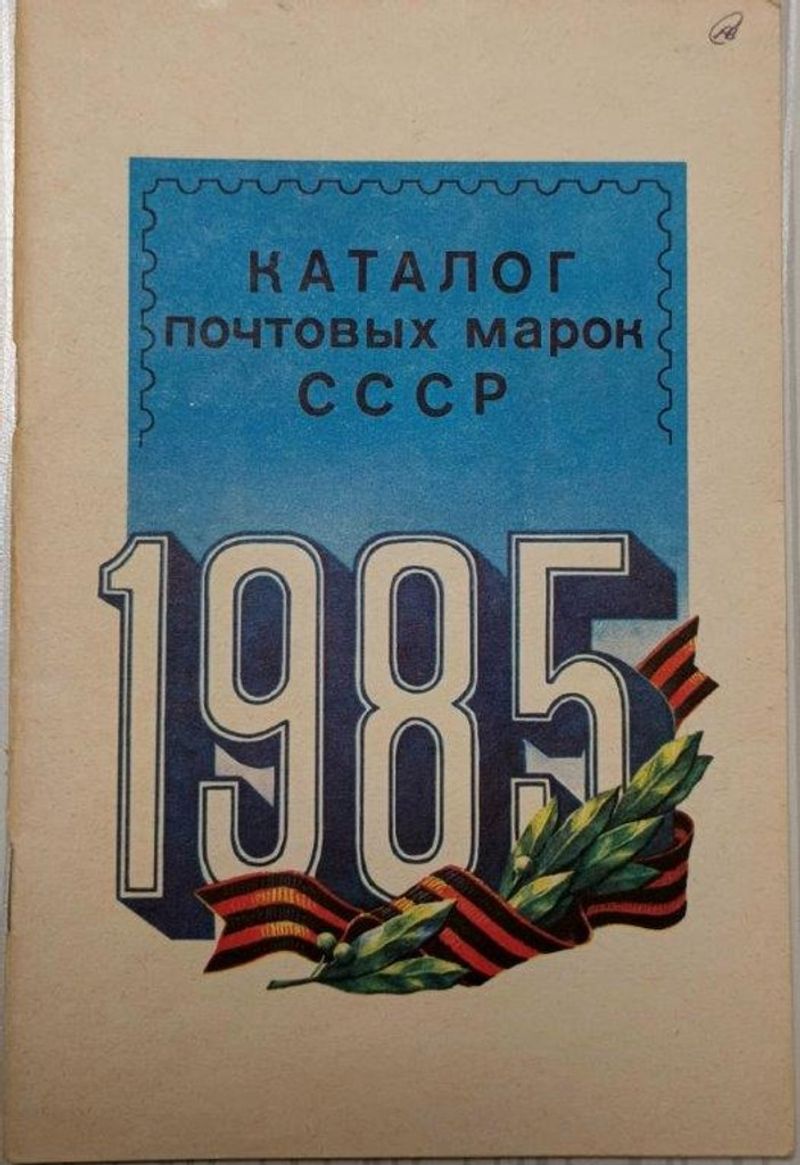 КАТАЛОГ
почтовых марок
СССР
1985